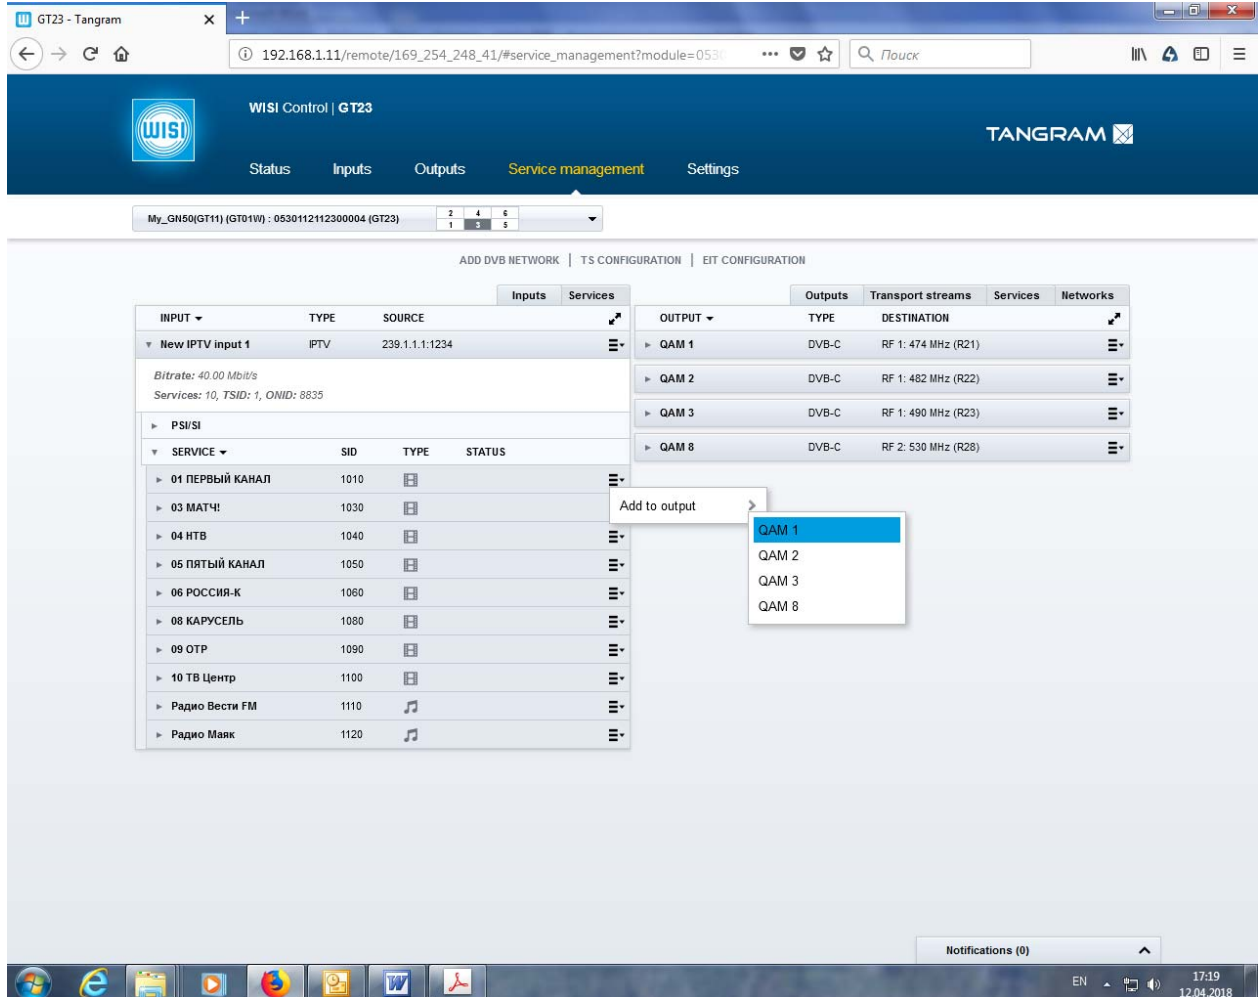 GT23 - Tangram
192.168.1.11/remote/169_254_248_41/#service_management?module=053
Поиск
WISI
WISI Control | GT23
TANGRAM
Status Inputs Outputs Service management Settings
My_GN50(GT11) (GT01W) : 0530112112300004 (GT23)
2 4 6
1 3 5
ADD DVB NETWORK | TS CONFIGURATION | EIT CONFIGURATION
Inputs Services Outputs Transport streams Services Networks
INPUT TYPE SOURCE OUTPUT TYPE DESTINATION
New IPTV input 1 IPTV 239.1.1.1:1234 QAM 1 DVB-C RF 1: 474 MHz (R21)
Bitrate: 40.00 Mbit/s
QAM 2 DVB-C RF 1: 482 MHz (R22)
Services: 10, TSID: 1, ONID: 8835
QAM 3 DVB-C RF 1: 490 MHz (R23)
PSI/SI
SERVICE SID TYPE STATUS QAM 8 DVB-C RF 2: 530 MHz (R28)
01 ПЕРВЫЙ КАНАЛ 1010
03 МАТЧ! 1030 Add to output
04 НТВ 1040 QAM 1
QAM 2
05 ПЯТЫЙ КАНАЛ 1050
QAM 3
06 РОССИЯ-К 1060
QAM 8
08 КАРУСЕЛЬ 1080
09 ОТР 1090
10 ТВ Центр 1100
Радио Вести FM 1110
Радио Маяк 1120
Notifications (0)
EN 17:19
12.04.2018